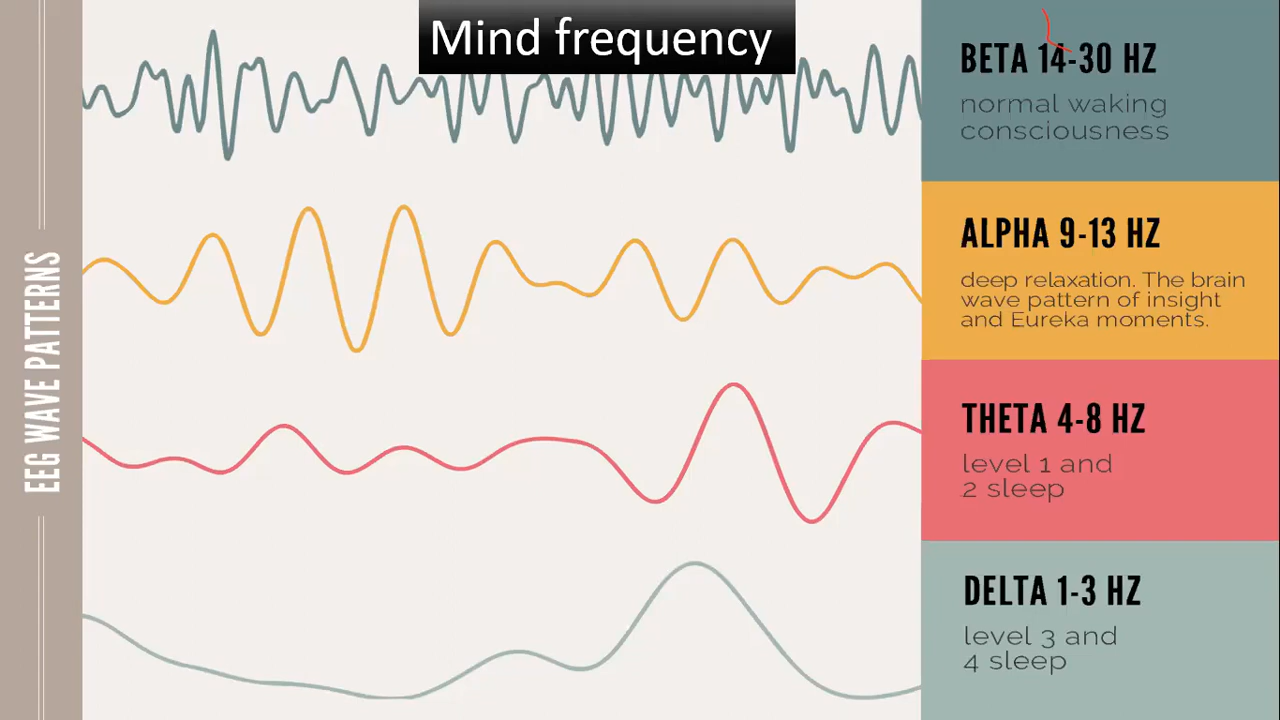 Mind frequency
EEG WAVE PATTERNS
BETA 14-30 HZ
normal waking
consciousness
ALPHA 9-13 HZ
deep relaxation. The brain
wave pattern of insight
and Eureka moments.
THETA 4-8 HZ
level 1 and
2 sleep
DELTA 1-3 HZ
level 3 and
4 sleep